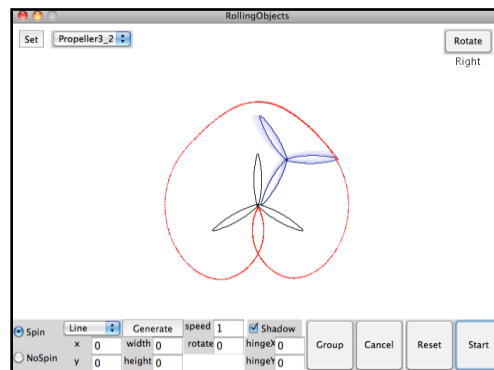 RollingObjects
Set Propeller3_2 Rotate
Right
Spin Line Generate speed 1 Shadow
x 0 width 0 rotate 0 hingeX 0
NoSpin y 0 height 0 hingeY 0
Group Cancel Reset Start